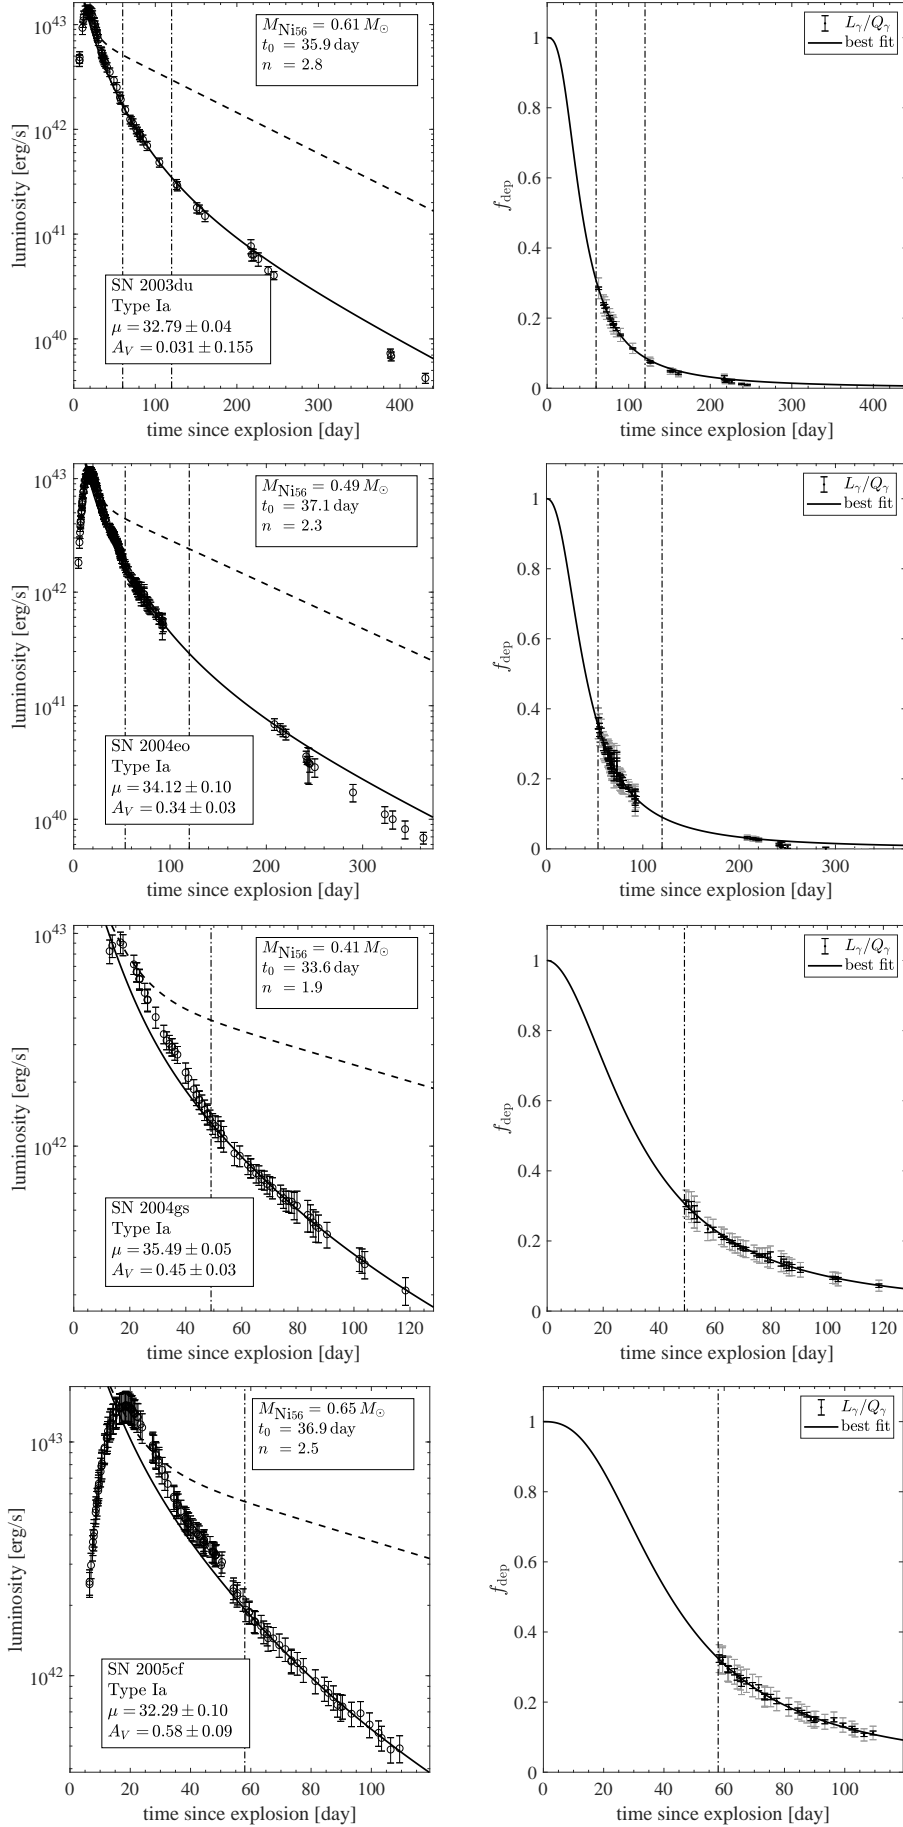 10^43
10^42
10^41
10^40
luminosity [erg/s]
M_Ni56 = 0.61 M_⊙
t_0 = 35.9 day
n = 2.8
SN 2003du
Type Ia
μ = 32.79 ± 0.04
A_V = 0.031 ± 0.155
0 100 200 300 400
time since explosion [day]
1
0.8
0.6
0.4
0.2
0
f_dep
L_γ/Q_γ
best fit
0 100 200 300 400
time since explosion [day]
10^43
10^42
10^41
10^40
luminosity [erg/s]
M_Ni56 = 0.49 M_⊙
t_0 = 37.1 day
n = 2.3
SN 2004eo
Type Ia
μ = 34.12 ± 0.10
A_V = 0.34 ± 0.03
0 100 200 300
time since explosion [day]
1
0.8
0.6
0.4
0.2
0
f_dep
L_γ/Q_γ
best fit
0 100 200 300
time since explosion [day]
10^43
10^42
luminosity [erg/s]
M_Ni56 = 0.41 M_⊙
t_0 = 33.6 day
n = 1.9
SN 2004gs
Type Ia
μ = 35.49 ± 0.05
A_V = 0.45 ± 0.03
0 20 40 60 80 100 120
time since explosion [day]
1
0.8
0.6
0.4
0.2
0
f_dep
L_γ/Q_γ
best fit
0 20 40 60 80 100 120
time since explosion [day]
10^43
10^42
luminosity [erg/s]
M_Ni56 = 0.65 M_⊙
t_0 = 36.9 day
n = 2.5
SN 2005cf
Type Ia
μ = 32.29 ± 0.10
A_V = 0.58 ± 0.09
0 20 40 60 80 100
time since explosion [day]
1
0.8
0.6
0.4
0.2
0
f_dep
L_γ/Q_γ
best fit
0 20 40 60 80 100
time since explosion [day]